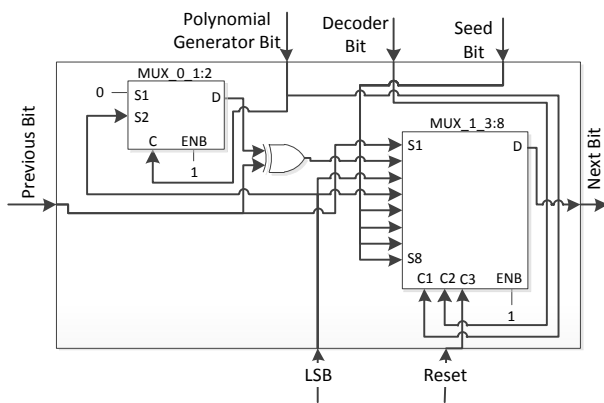 Polynomial
Generator Bit
Decoder
Bit
Seed
Bit
MUX_0_1:2
0
S1
D
S2
C
ENB
1
MUX_1_3:8
S1
D
S8
C1
C2
C3
ENB
1
Previous Bit
Next Bit
LSB
Reset